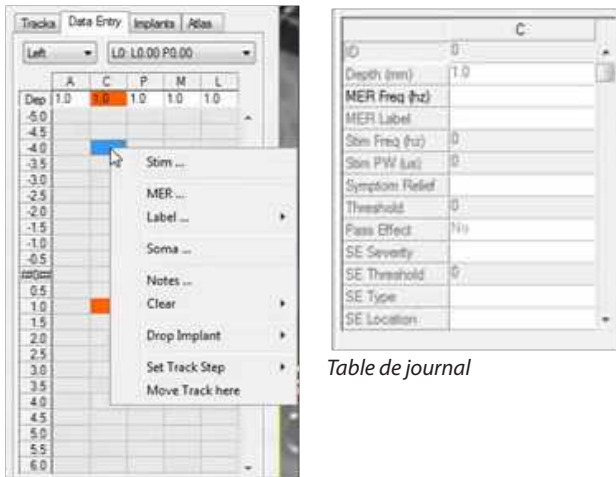 Tracks Data Entry Implants Atlas
Left L0: L0.00 P0.00
A C P M L
Dep 1.0 1.0 1.0 1.0 1.0
-5.0
-4.5
-4.0
-3.5
-3.0
-2.5
-2.0
-1.5
-1.0
-0.5
0.5
1.0
1.5
2.0
2.5
3.0
3.5
4.0
4.5
5.0
5.5
6.0
Stim ...
MER ...
Label ...
Soma ...
Notes ...
Clear
Drop Implant
Set Track Step
Move Track here
C
ID 0
Depth (mm) 1.0
MER Freq (hz)
MER Label
Stim Freq (hz) 0
Stim PW (us) 0
Symptom Relief
Threshold 0
Pass Effect No
SE Severity
SE Threshold 0
SE Type
SE Location
Table de journal